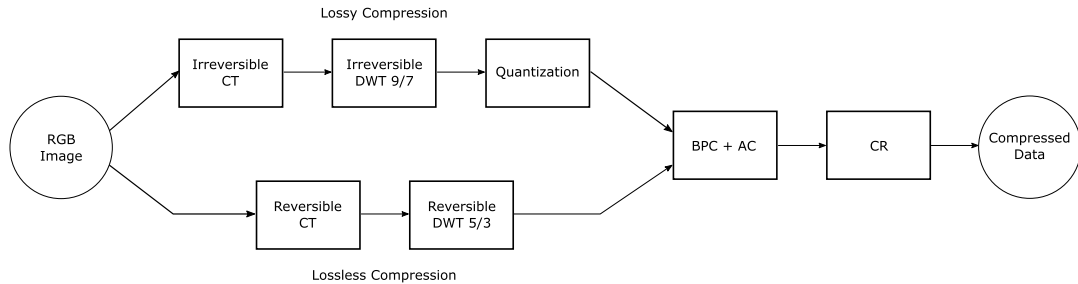 Lossy Compression
Irreversible
CT
Irreversible
DWT 9/7
Quantization
RGB
Image
BPC + AC
CR
Compressed
Data
Reversible
CT
Reversible
DWT 5/3
Lossless Compression